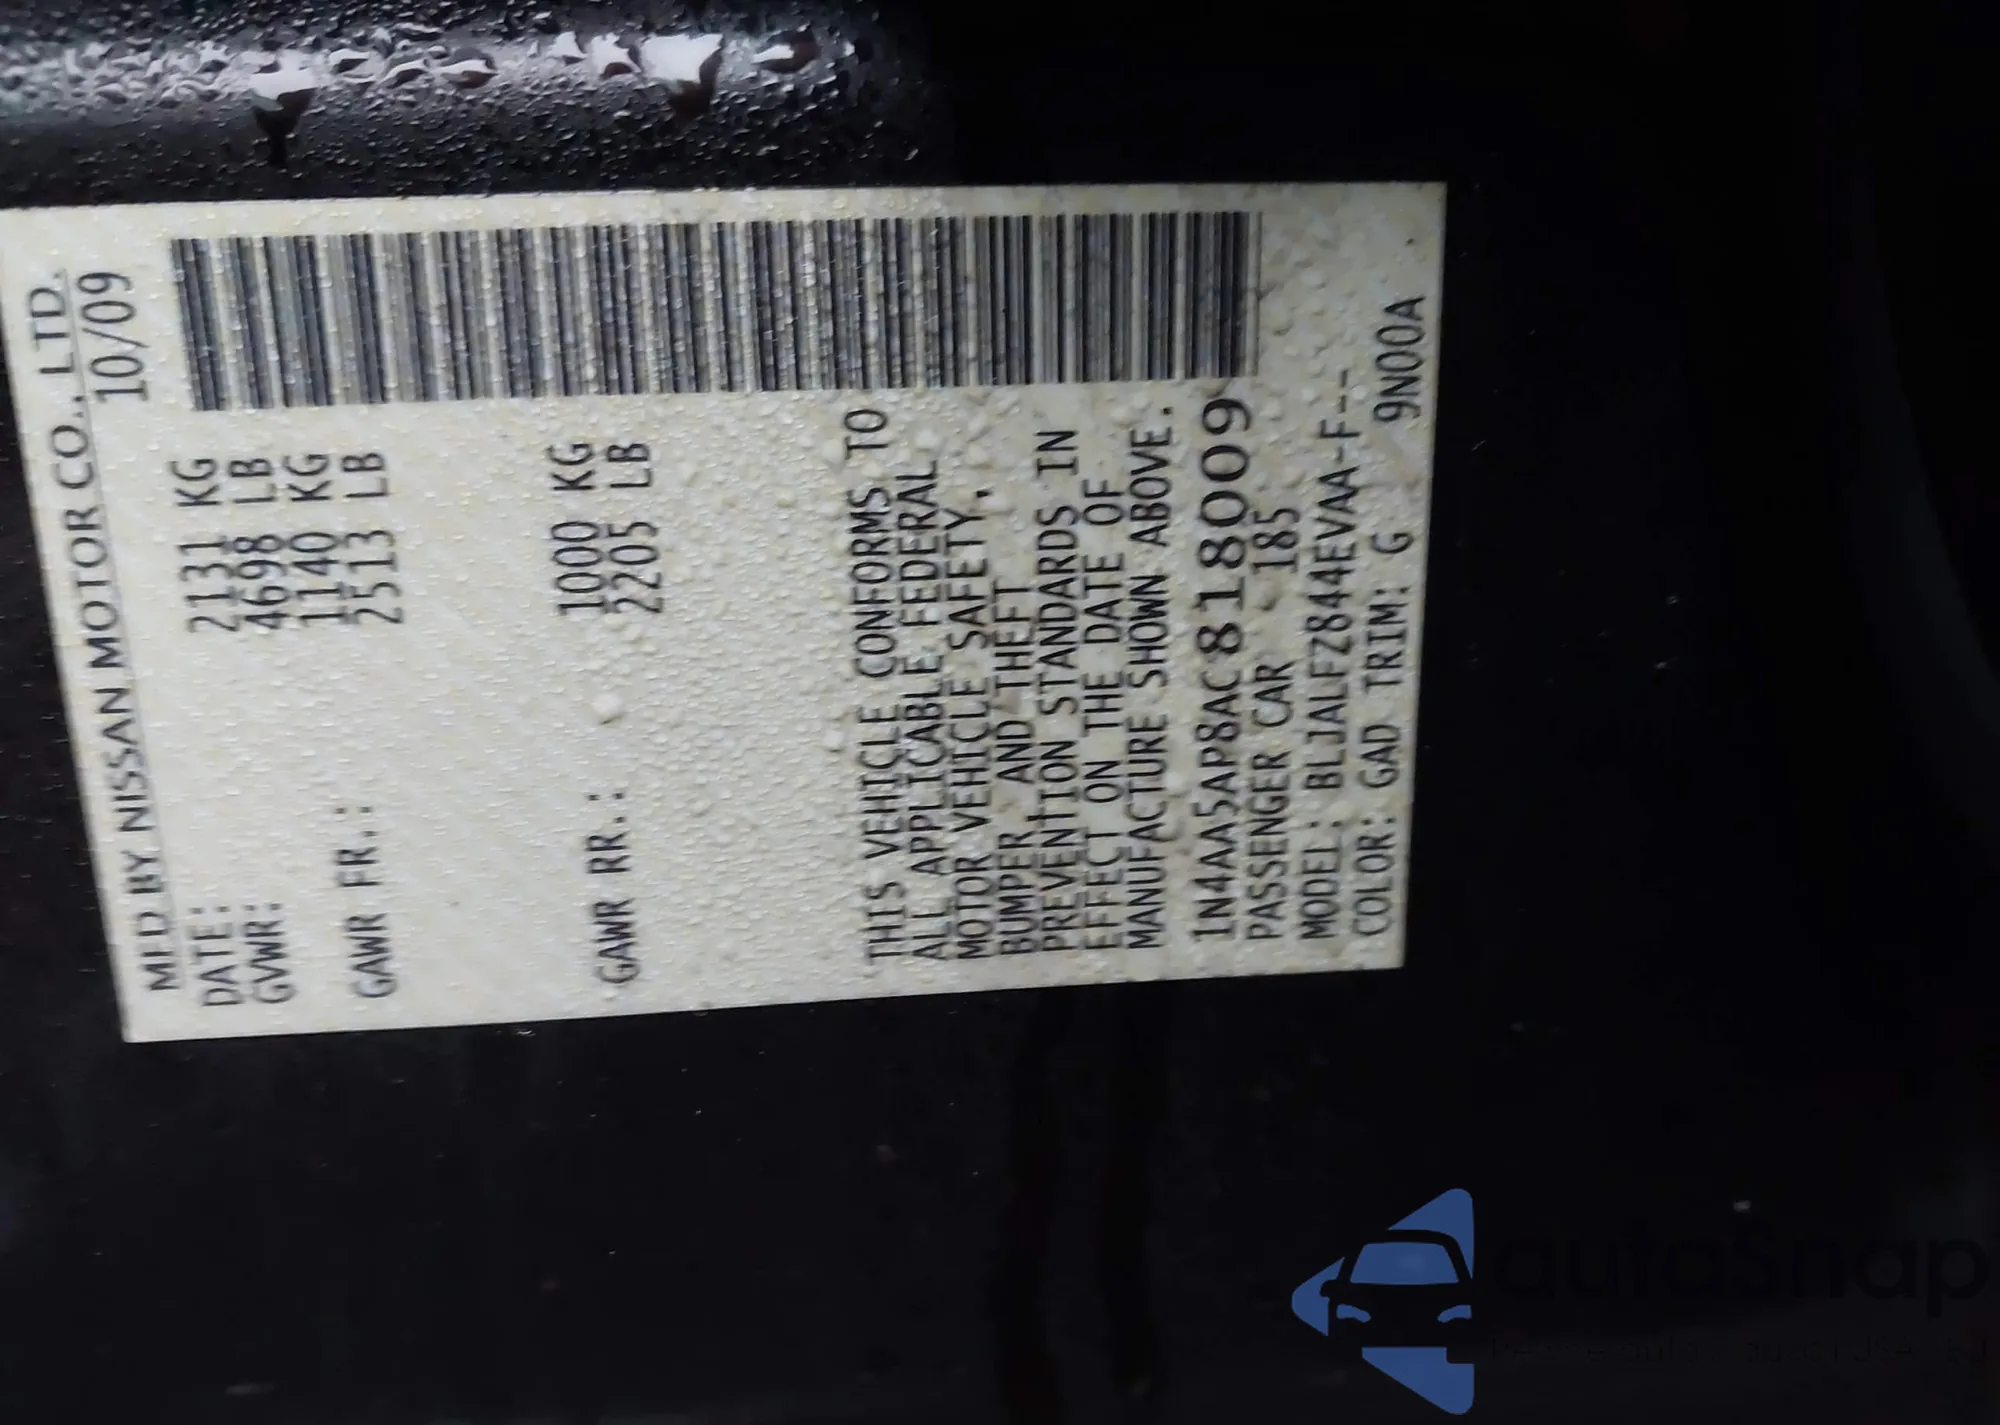 MFD BY NISSAN MOTOR CO., LTD.
DATE: 10/09
GVWR: 2131 KG
4698 LB
GAWR FR.: 1140 KG
2513 LB
GAWR RR.: 1000 KG
2205 LB
THIS VEHICLE CONFORMS TO
ALL APPLICABLE FEDERAL
MOTOR VEHICLE SAFETY,
BUMPER, AND THEFT
PREVENTION STANDARDS IN
EFFECT ON THE DATE OF
MANUFACTURE SHOWN ABOVE.
1N4AA5AP8AC818009
PASSENGER CAR 185
MODEL: BLJALFZ844EVAA-F---
COLOR: GAD TRIM: G 9N00A
autoSnap